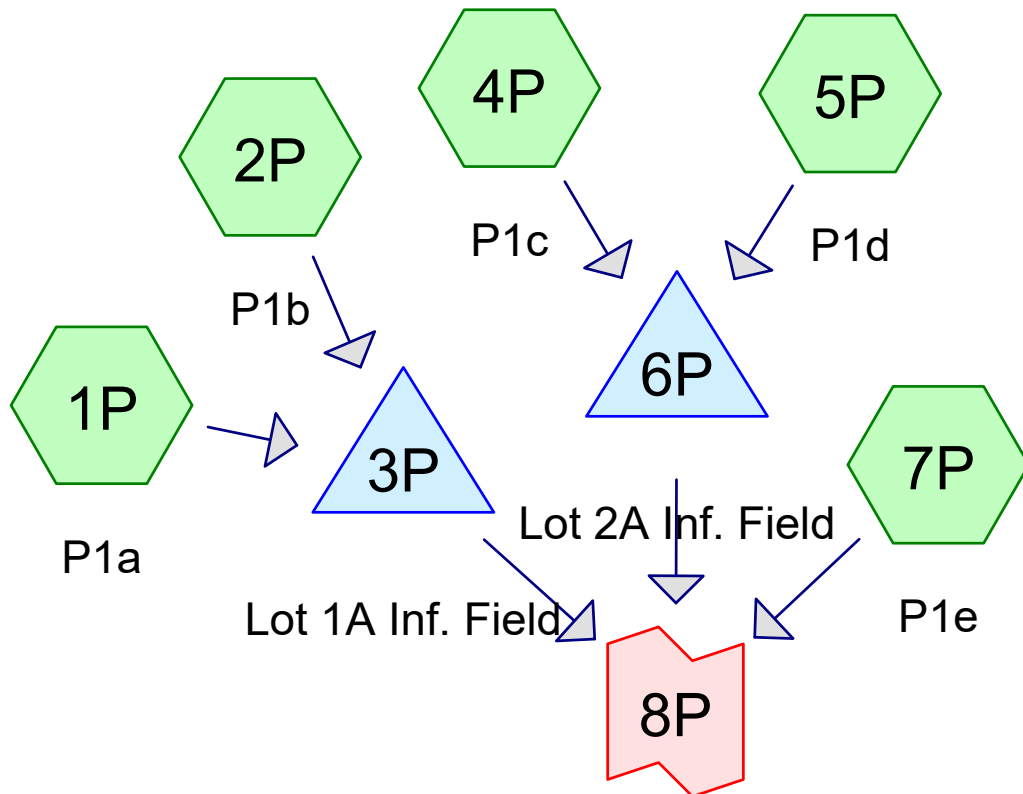 4P
5P
2P
P1c
P1d
P1b
6P
1P
3P
7P
Lot 2A Inf. Field
P1a
Lot 1A Inf. Field
P1e
8P